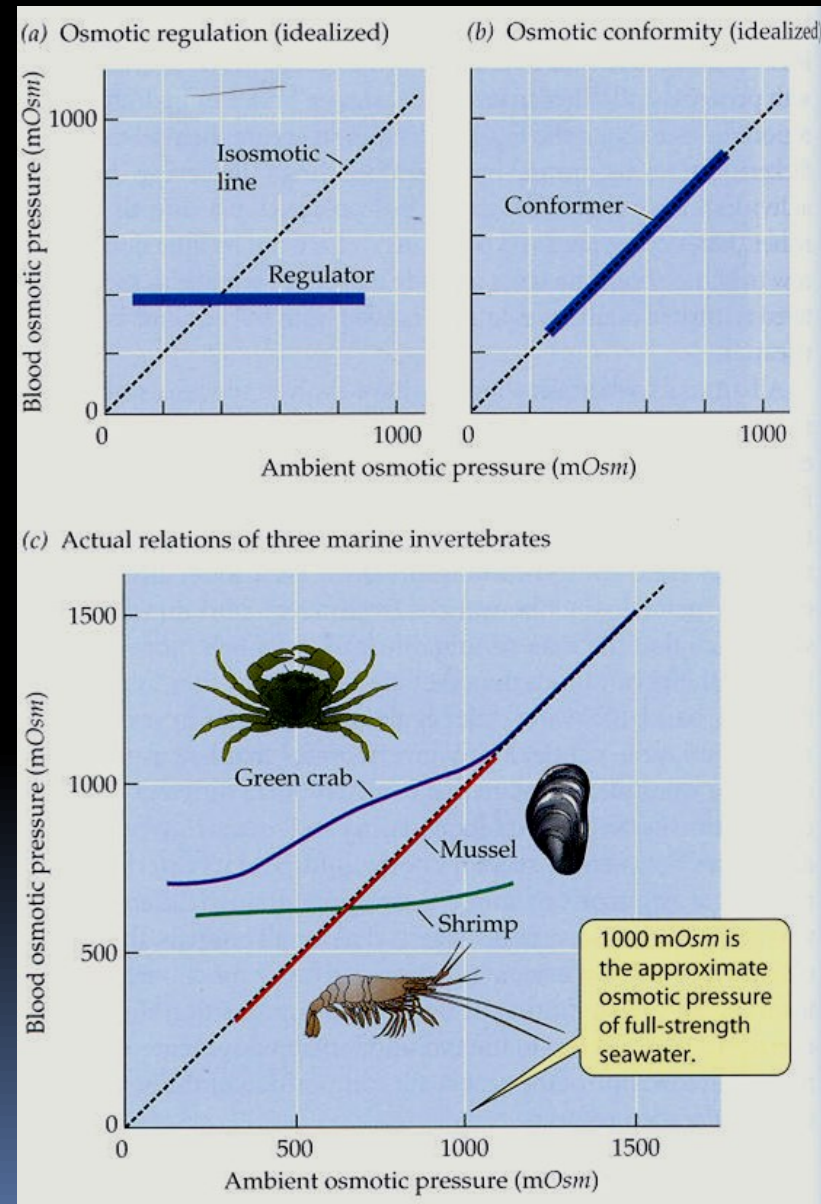 (a) Osmotic regulation (idealized)
Blood osmotic pressure (mOsm)
1000
0
Isosmotic
line
Regulator
0
1000
(b) Osmotic conformity (idealized)
Conformer
0
1000
Ambient osmotic pressure (mOsm)
(c) Actual relations of three marine invertebrates
Blood osmotic pressure (mOsm)
1500
1000
500
0
Green crab
Mussel
Shrimp
1000 mOsm is
the approximate
osmotic pressure
of full-strength
seawater.
0
500
1000
1500
Ambient osmotic pressure (mOsm)